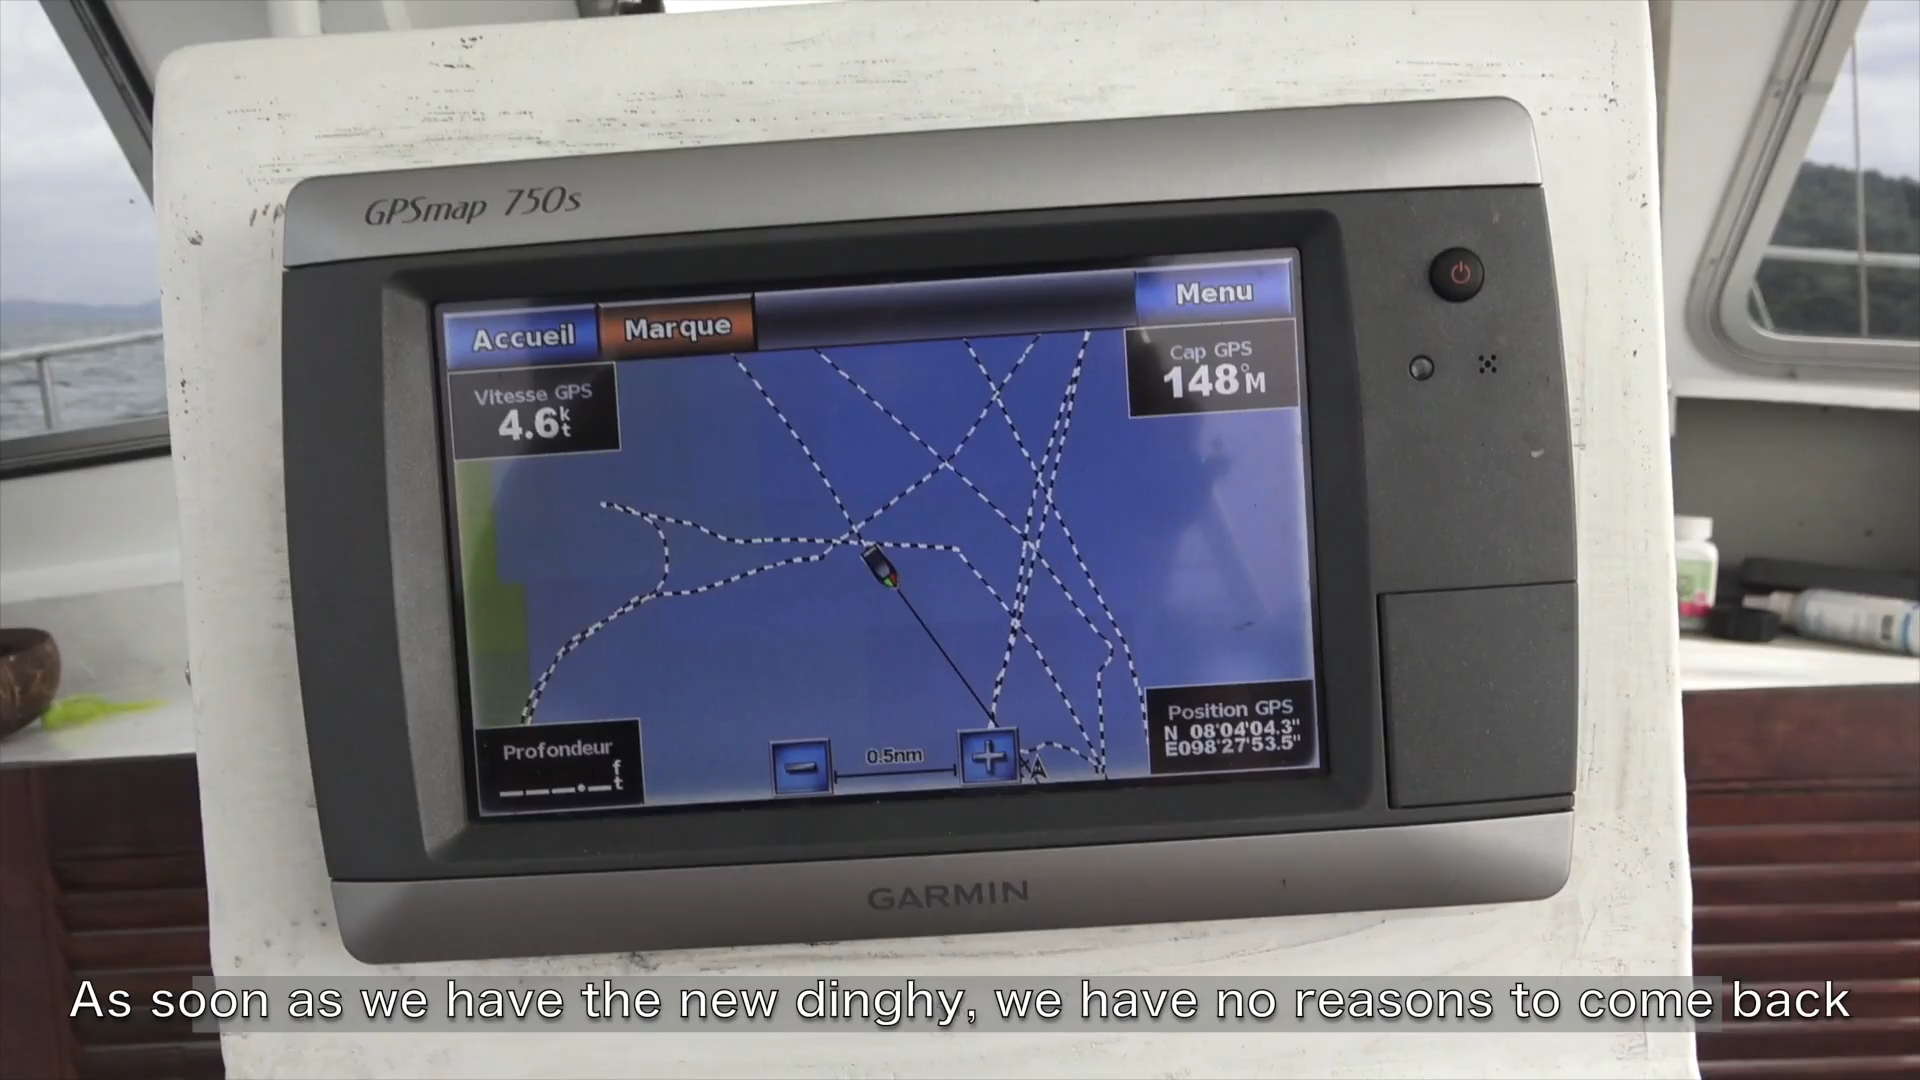 GPSmap 750s
Accueil
Marque
Menu
Vitesse GPS
4.6kt
Cap GPS
148°M
Profondeur
___._ft
0.5nm
Position GPS
N 08°04'04.3"
E098°27'53.5"
GARMIN
As soon as we have the new dinghy, we have no reasons to come back